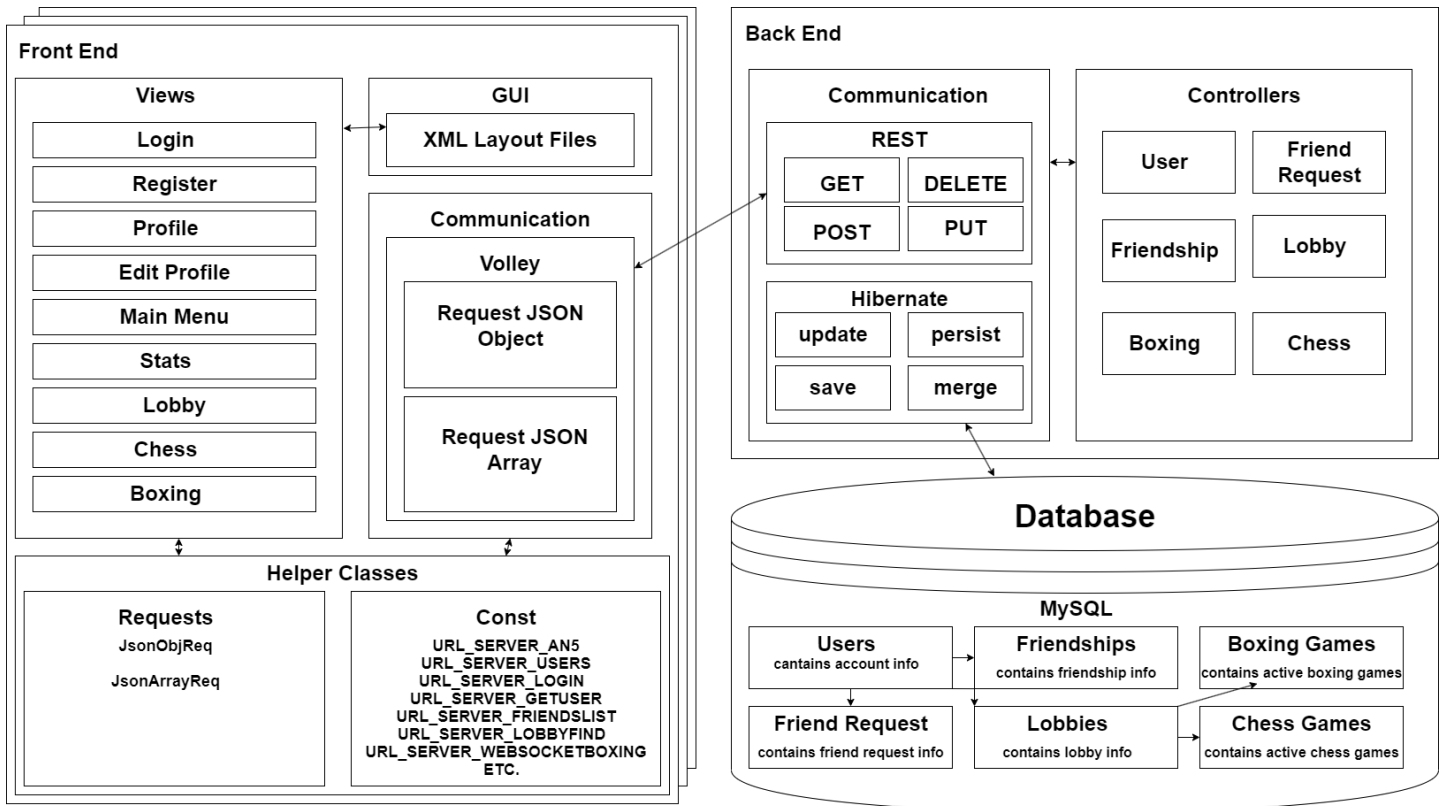 Front End
Views
Login
Register
Profile
Edit Profile
Main Menu
Stats
Lobby
Chess
Boxing
GUI
XML Layout Files
Communication
Volley
Request JSON
Object
Request JSON
Array
Helper Classes
Requests
JsonObjReq
JsonArrayReq
Const
URL_SERVER_AN5
URL_SERVER_USERS
URL_SERVER_LOGIN
URL_SERVER_GETUSER
URL_SERVER_FRIENDSLIST
URL_SERVER_LOBBYFIND
URL_SERVER_WEBSOCKETBOXING
ETC.
Back End
Communication
REST
GET
DELETE
POST
PUT
Hibernate
update
persist
save
merge
Controllers
User
Friend
Request
Friendship
Lobby
Boxing
Chess
Database
MySQL
Users
cantains account info
Friendships
contains friendship info
Boxing Games
contains active boxing games
Friend Request
contains friend request info
Lobbies
contains lobby info
Chess Games
contains active chess games